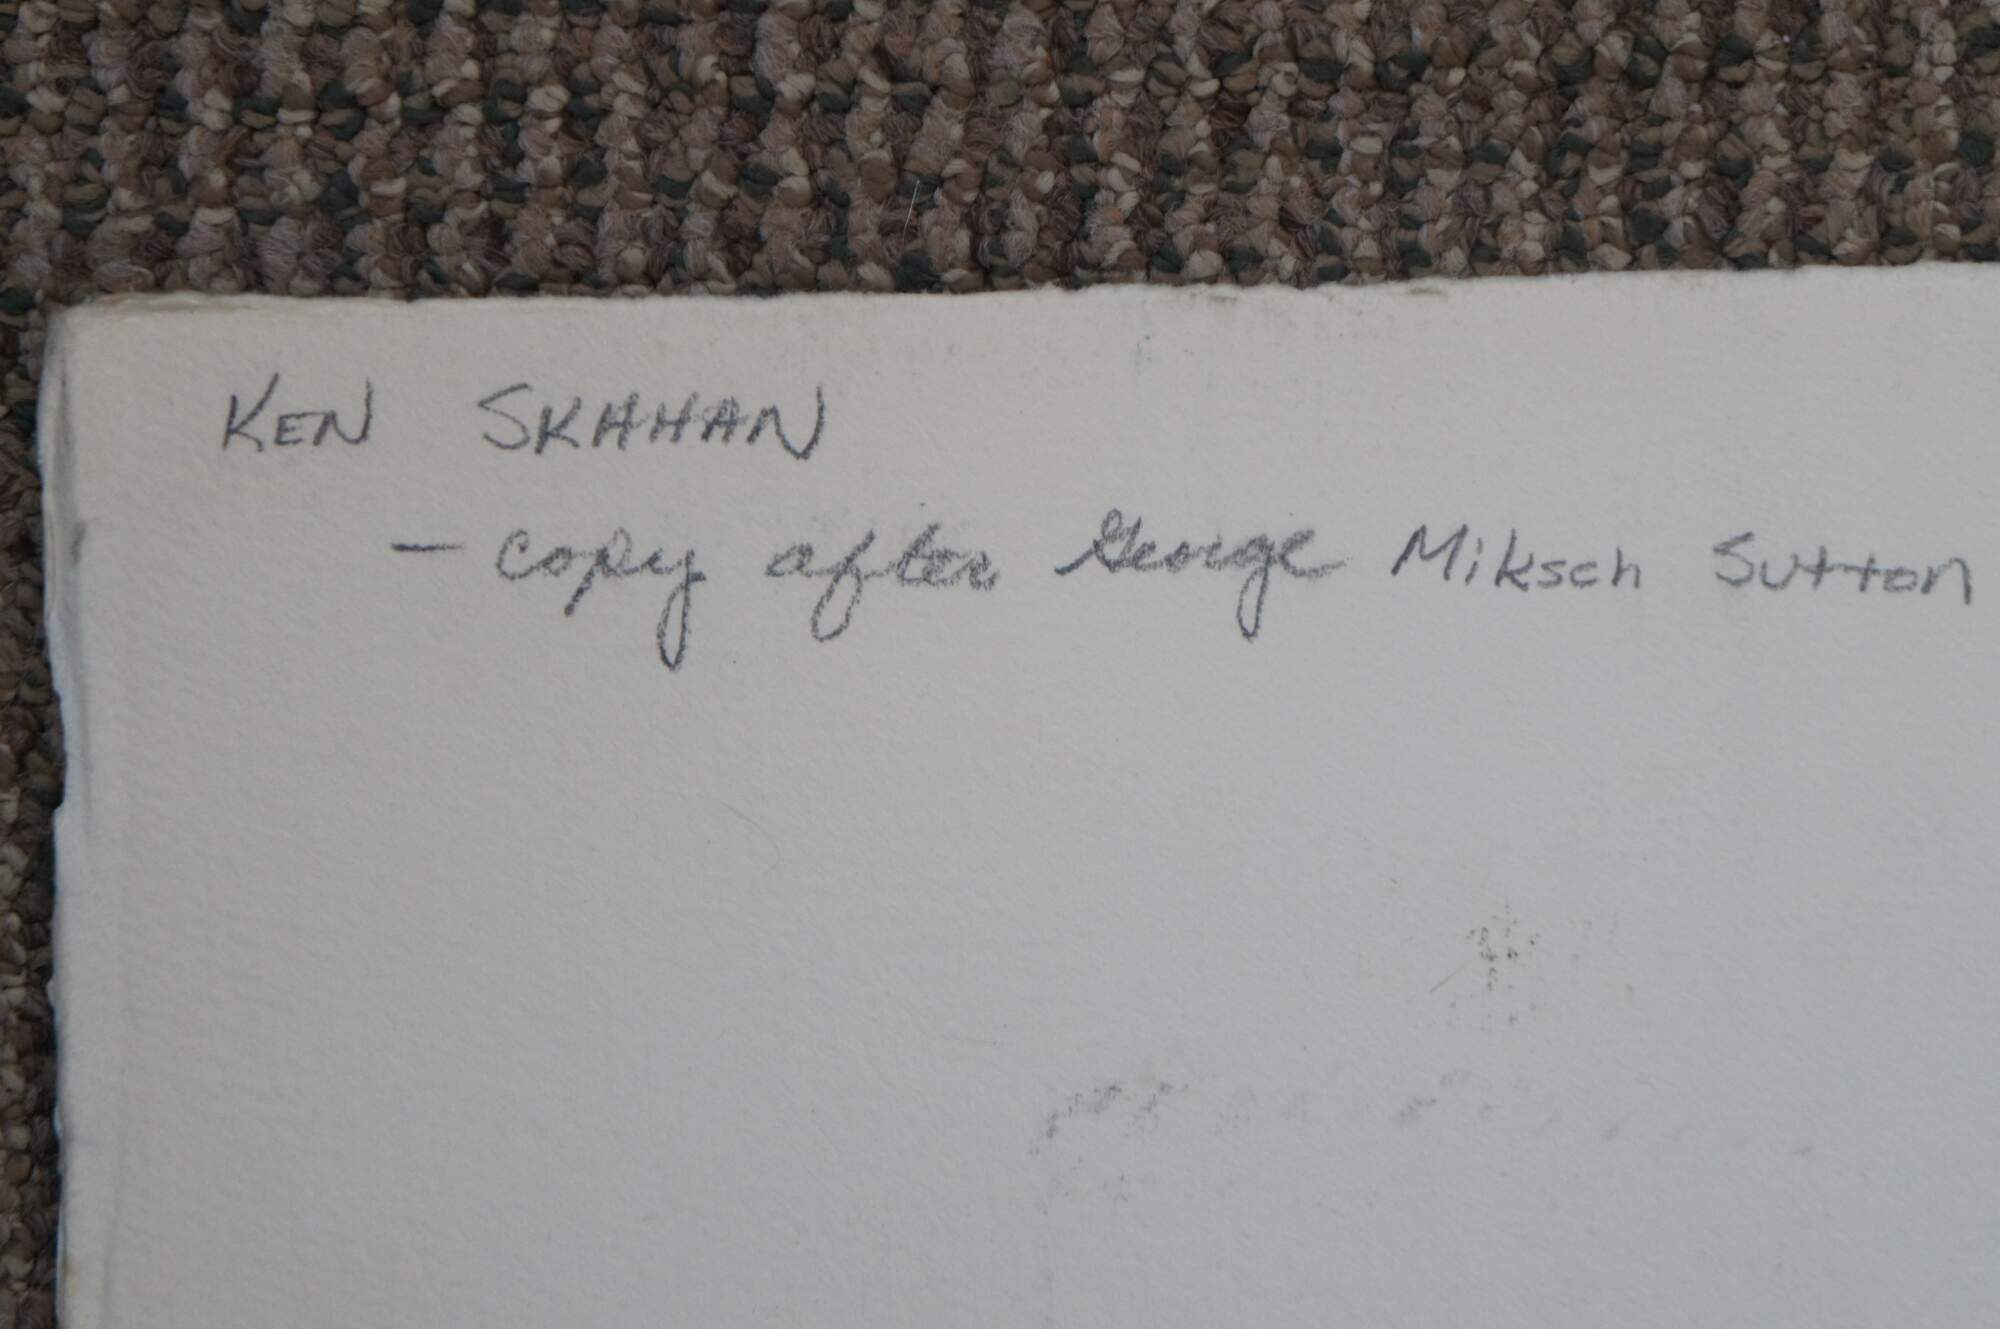 KEN SKAHAN
- copy after George Miksch Sutton